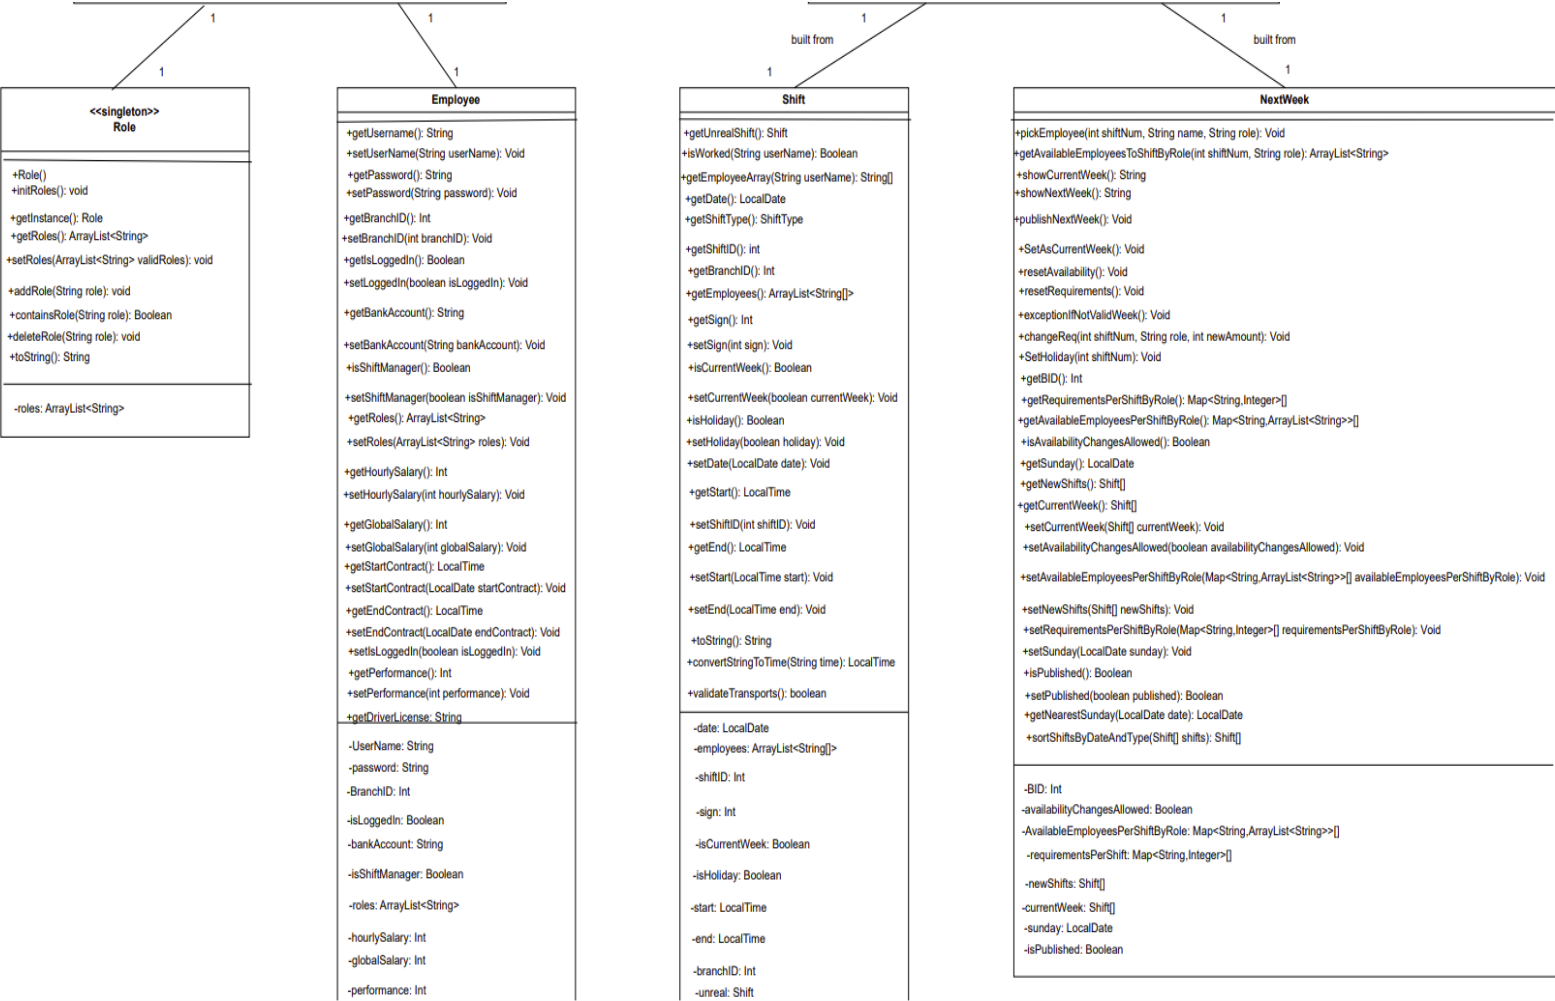 1
1
1
1
built from
built from
1
1
1
1
<<singleton>>
Role
+Role()
+initRoles(): void
+getInstance(): Role
+getRoles(): ArrayList<String>
+setRoles(ArrayList<String> validRoles): void
+addRole(String role): void
+containsRole(String role): Boolean
+deleteRole(String role): void
+toString(): String
-roles: ArrayList<String>
Employee
+getUsername(): String
+setUserName(String userName): Void
+getPassword(): String
+setPassword(String password): Void
+getBranchID(): Int
+setBranchID(int branchID): Void
+getIsLoggedIn(): Boolean
+setLoggedIn(boolean isLoggedIn): Void
+getBankAccount(): String
+setBankAccount(String bankAccount): Void
+isShiftManager(): Boolean
+setShiftManager(boolean isShiftManager): Void
+getRoles(): ArrayList<String>
+setRoles(ArrayList<String> roles): Void
+getHourlySalary(): Int
+setHourlySalary(int hourlySalary): Void
+getGlobalSalary(): Int
+setGlobalSalary(int globalSalary): Void
+getStartContract(): LocalTime
+setStartContract(LocalDate startContract): Void
+getEndContract(): LocalTime
+setEndContract(LocalDate endContract): Void
+setIsLoggedIn(boolean isLoggedIn): Void
+getPerformance(): Int
+setPerformance(int performance): Void
+getDriverLicense: String
-UserName: String
-password: String
-BranchID: Int
-isLoggedIn: Boolean
-bankAccount: String
-isShiftManager: Boolean
-roles: ArrayList<String>
-hourlySalary: Int
-globalSalary: Int
-performance: Int
Shift
+getUnrealShift(): Shift
+isWorked(String userName): Boolean
+getEmployeeArray(String userName): String[]
+getDate(): LocalDate
+getShiftType(): ShiftType
+getShiftID(): int
+getBranchID(): Int
+getEmployees(): ArrayList<String[]>
+getSign(): Int
+setSign(int sign): Void
+isCurrentWeek(): Boolean
+setCurrentWeek(boolean currentWeek): Void
+isHoliday(): Boolean
+setHoliday(boolean holiday): Void
+setDate(LocalDate date): Void
+getStart(): LocalTime
+setShiftID(int shiftID): Void
+getEnd(): LocalTime
+setStart(LocalTime start): Void
+setEnd(LocalTime end): Void
+toString(): String
+convertStringToTime(String time): LocalTime
+validateTransports(): boolean
-date: LocalDate
-employees: ArrayList<String[]>
-shiftID: Int
-sign: Int
-isCurrentWeek: Boolean
-isHoliday: Boolean
-start: LocalTime
-end: LocalTime
-branchID: Int
-unreal: Shift
NextWeek
+pickEmployee(int shiftNum, String name, String role): Void
+getAvailableEmployeesToShiftByRole(int shiftNum, String role): ArrayList<String>
+showCurrentWeek(): String
+showNextWeek(): String
+publishNextWeek(): Void
+SetAsCurrentWeek(): Void
+resetAvailability(): Void
+resetRequirements(): Void
+exceptionIfNotValidWeek(): Void
+changeReq(int shiftNum, String role, int newAmount): Void
+SetHoliday(int shiftNum): Void
+getBID(): Int
+getRequirementsPerShiftByRole(): Map<String,Integer>[]
+getAvailableEmployeesPerShiftByRole(): Map<String,ArrayList<String>>[]
+isAvailabilityChangesAllowed(): Boolean
+getSunday(): LocalDate
+getNewShifts(): Shift[]
+getCurrentWeek(): Shift[]
+setCurrentWeek(Shift[] currentWeek): Void
+setAvailabilityChangesAllowed(boolean availabilityChangesAllowed): Void
+setAvailableEmployeesPerShiftByRole(Map<String,ArrayList<String>>[] availableEmployeesPerShiftByRole): Void
+setNewShifts(Shift[] newShifts): Void
+setRequirementsPerShiftByRole(Map<String,Integer>[] requirementsPerShiftByRole): Void
+setSunday(LocalDate sunday): Void
+isPublished(): Boolean
+setPublished(boolean published): Boolean
+getNearestSunday(LocalDate date): LocalDate
+sortShiftsByDateAndType(Shift[] shifts): Shift[]
-BID: Int
-availabilityChangesAllowed: Boolean
-AvailableEmployeesPerShiftByRole: Map<String,ArrayList<String>>[]
-requirementsPerShift: Map<String,Integer>[]
-newShifts: Shift[]
-currentWeek: Shift[]
-sunday: LocalDate
-isPublished: Boolean